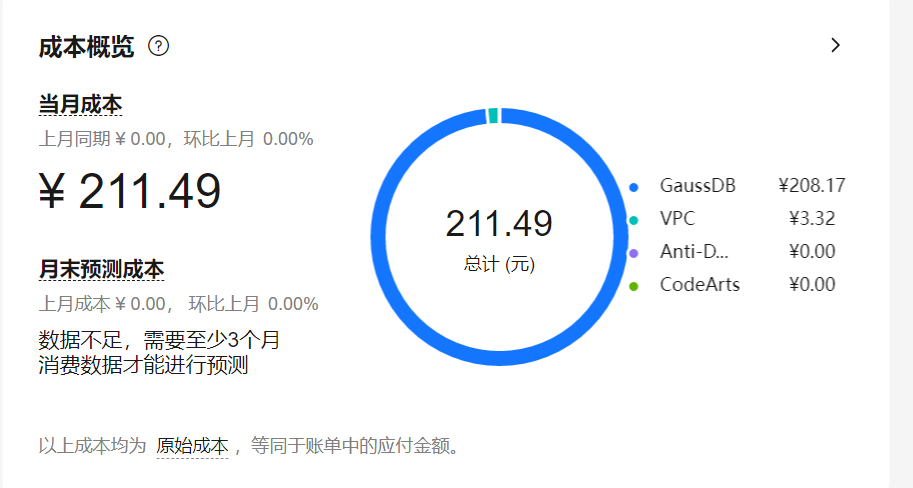 成本概览 ?
当月成本
上月同期 ¥ 0.00，环比上月 0.00%
¥ 211.49
月末预测成本
上月成本 ¥ 0.00， 环比上月 0.00%
数据不足，需要至少3个月
消费数据才能进行预测
211.49
总计 (元)
GaussDB ¥208.17
VPC ¥3.32
Anti-D... ¥0.00
CodeArts ¥0.00
以上成本均为 原始成本 ，等同于账单中的应付金额。